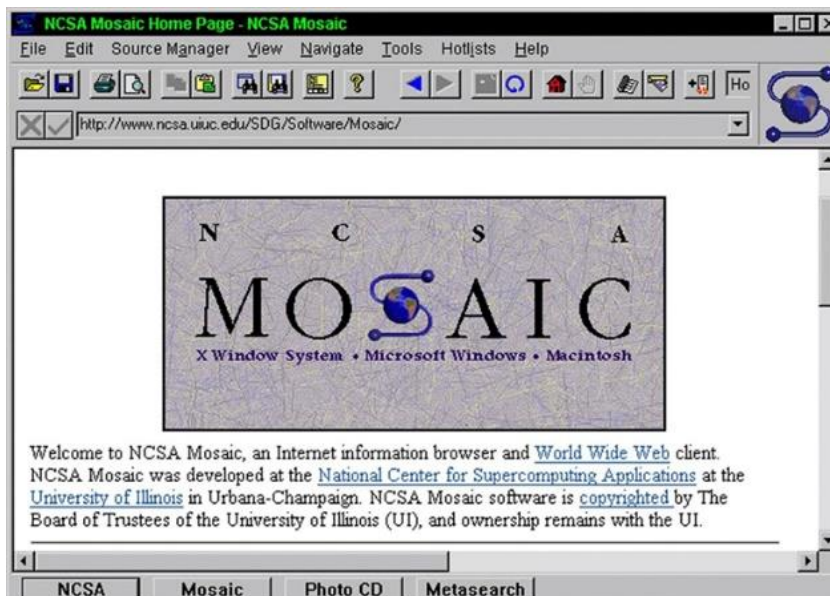 NCSA Mosaic Home Page - NCSA Mosaic
File Edit Source Manager View Navigate Tools Hotlists Help
Ho
http://www.ncsa.uiuc.edu/SDG/Software/Mosaic/
N C S A
MOSAIC
X Window System • Microsoft Windows • Macintosh
Welcome to NCSA Mosaic, an Internet information browser and World Wide Web client.
NCSA Mosaic was developed at the National Center for Supercomputing Applications at the
University of Illinois in Urbana-Champaign. NCSA Mosaic software is copyrighted by The
Board of Trustees of the University of Illinois (UI), and ownership remains with the UI.
NCSA Mosaic Photo CD Metasearch